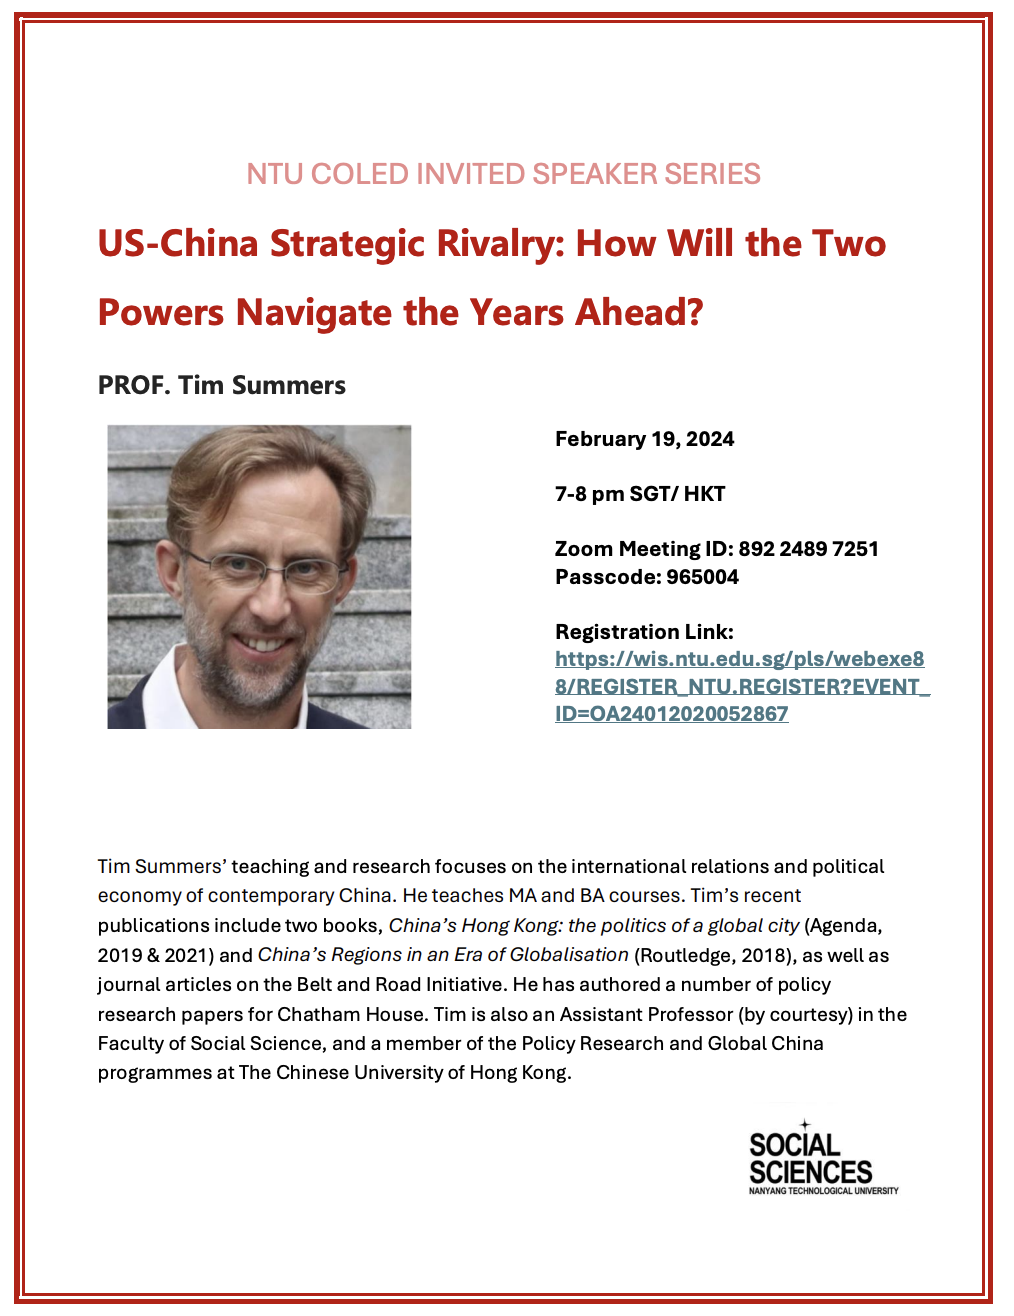 NTU COLED INVITED SPEAKER SERIES
US-China Strategic Rivalry: How Will the Two
Powers Navigate the Years Ahead?
PROF. Tim Summers
February 19, 2024
7-8 pm SGT/ HKT
Zoom Meeting ID: 892 2489 7251
Passcode: 965004
Registration Link:
https://wis.ntu.edu.sg/pls/webexe8
8/REGISTER_NTU.REGISTER?EVENT_
ID=OA24012020052867
Tim Summers’ teaching and research focuses on the international relations and political
economy of contemporary China. He teaches MA and BA courses. Tim’s recent
publications include two books, China’s Hong Kong: the politics of a global city (Agenda,
2019 & 2021) and China’s Regions in an Era of Globalisation (Routledge, 2018), as well as
journal articles on the Belt and Road Initiative. He has authored a number of policy
research papers for Chatham House. Tim is also an Assistant Professor (by courtesy) in the
Faculty of Social Science, and a member of the Policy Research and Global China
programmes at The Chinese University of Hong Kong.
SOCIAL
SCIENCES
NANYANG TECHNOLOGICAL UNIVERSITY